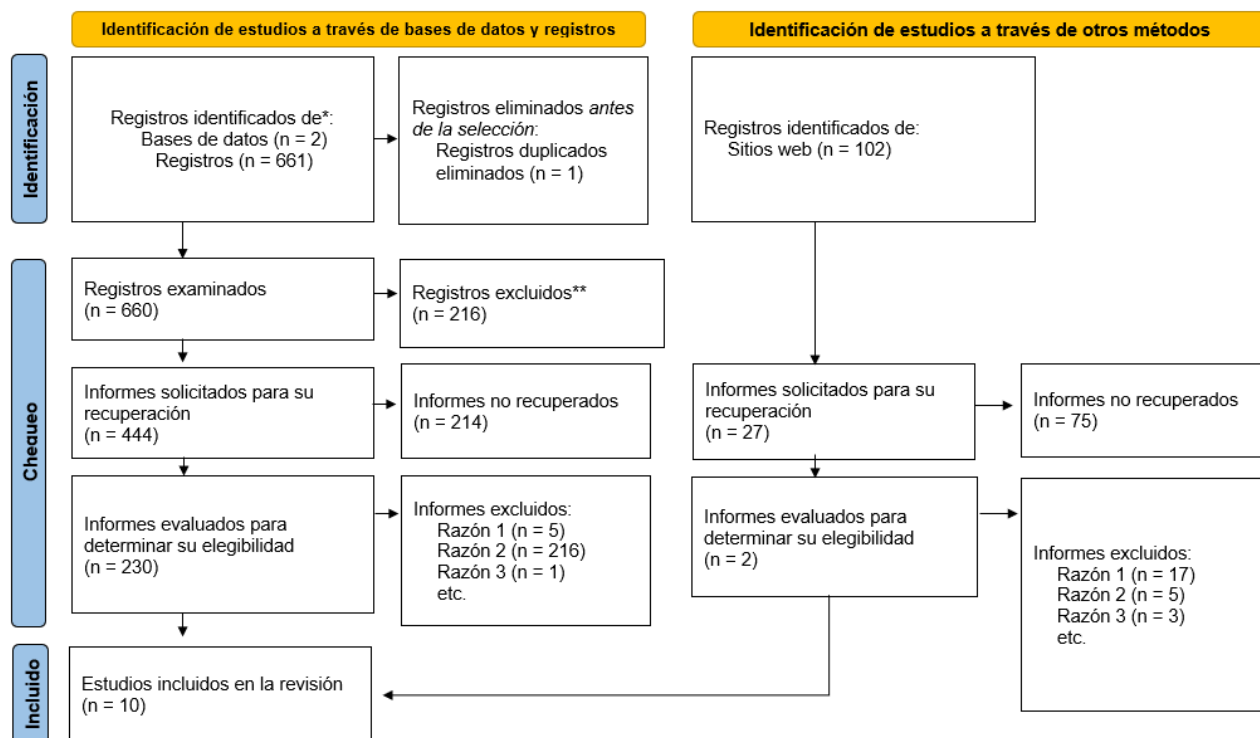 Identificación de estudios a través de bases de datos y registros
Identificación de estudios a través de otros métodos
Identificación
Registros identificados de*:
Bases de datos (n = 2)
Registros (n = 661)
Registros eliminados antes
de la selección:
Registros duplicados
eliminados (n = 1)
Registros identificados de:
Sitios web (n = 102)
Chequeo
Registros examinados
(n = 660)
Registros excluidos**
(n = 216)
Informes solicitados para su
recuperación
(n = 444)
Informes no recuperados
(n = 214)
Informes solicitados para su
recuperación
(n = 27)
Informes no recuperados
(n = 75)
Informes evaluados para
determinar su elegibilidad
(n = 230)
Informes excluidos:
Razón 1 (n = 5)
Razón 2 (n = 216)
Razón 3 (n = 1)
etc.
Informes evaluados para
determinar su elegibilidad
(n = 2)
Informes excluidos:
Razón 1 (n = 17)
Razón 2 (n = 5)
Razón 3 (n = 3)
etc.
Incluido
Estudios incluidos en la revisión
(n = 10)